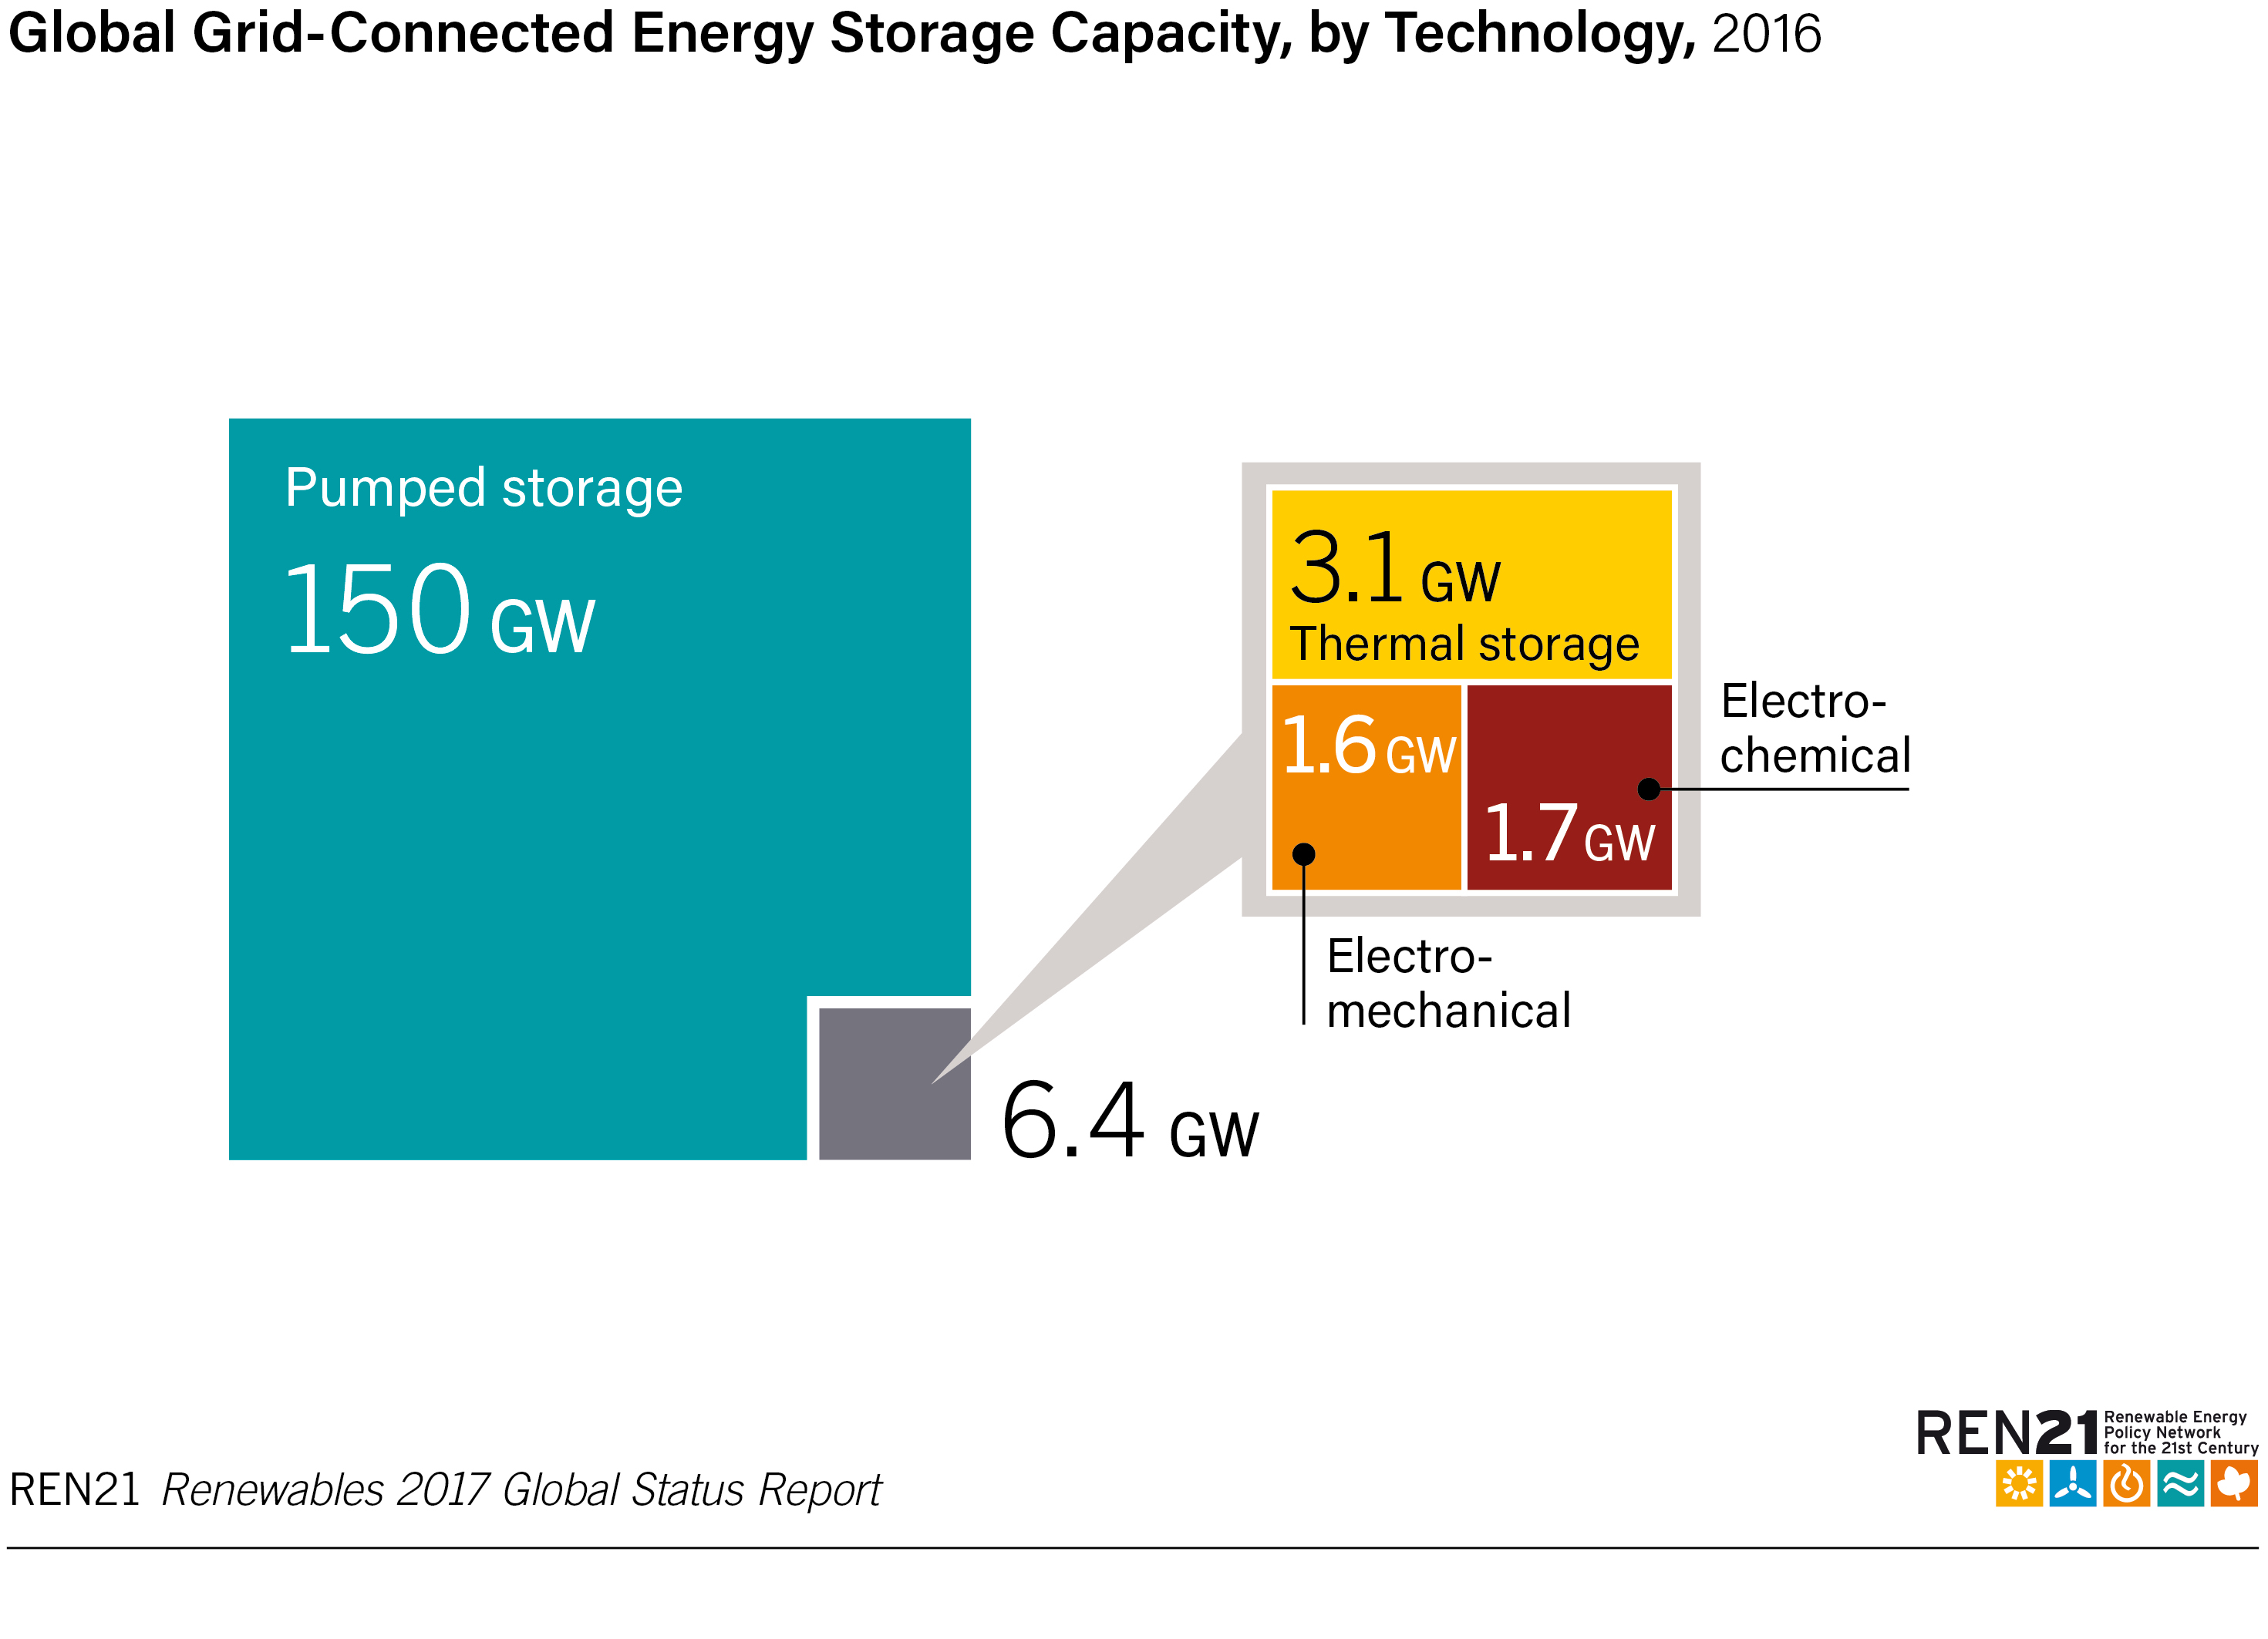 Global Grid-Connected Energy Storage Capacity, by Technology, 2016
Pumped storage
150 GW
3.1 GW
Thermal storage
1.6 GW
1.7 GW
Electro-
chemical
Electro-
mechanical
6.4 GW
REN21 Renewables 2017 Global Status Report
REN21
Renewable Energy
Policy Network
for the 21st Century